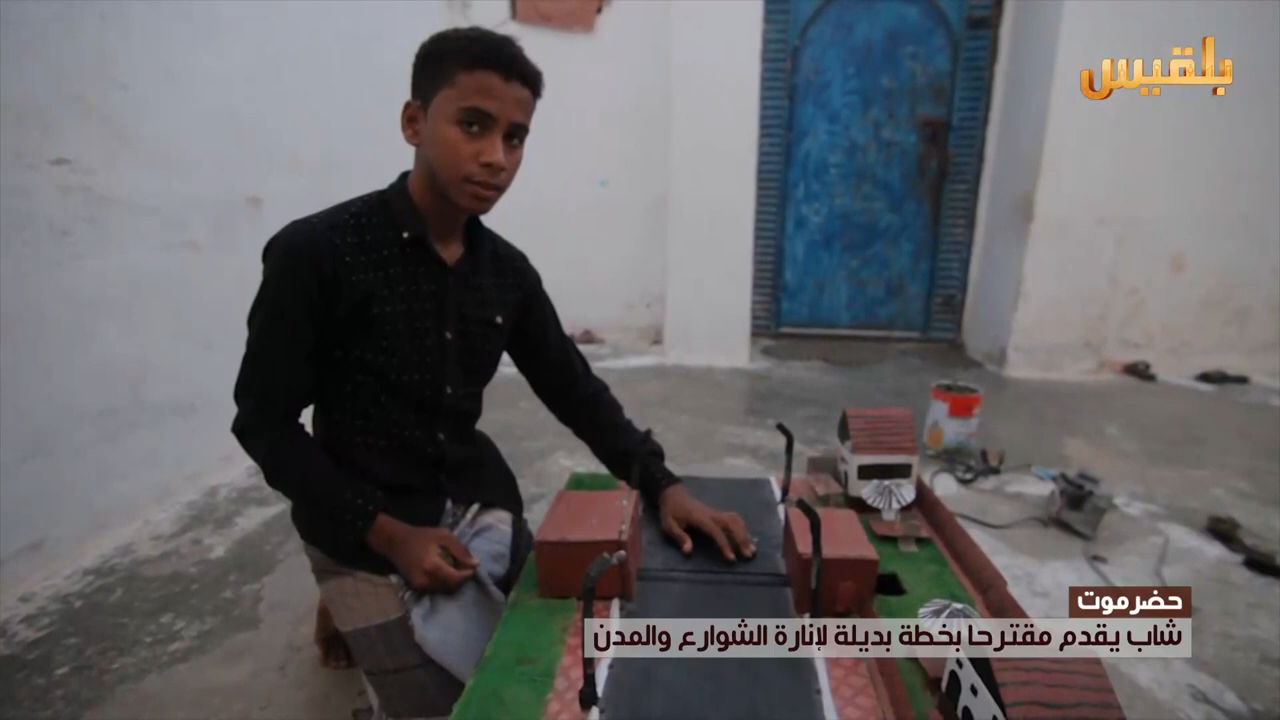 بلقيس
حضرموت
شاب يقدم مقترحا بخطة بديلة لإنارة الشوارع والمدن